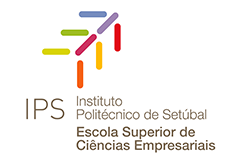 IPS Instituto
Politécnico de Setúbal
Escola Superior de
Ciências Empresariais